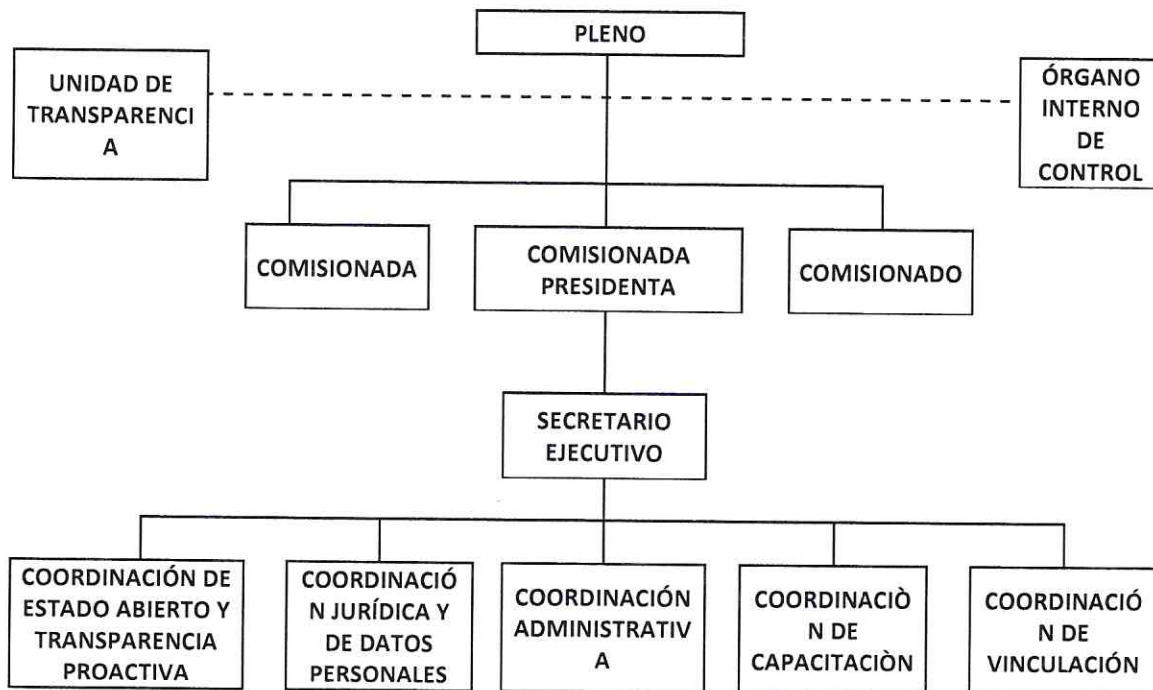 PLENO
UNIDAD DE
TRANSPARENCI
A
ÓRGANO
INTERNO
DE
CONTROL
COMISIONADA
COMISIONADA
PRESIDENTA
COMISIONADO
SECRETARIO
EJECUTIVO
COORDINACIÓN DE
ESTADO ABIERTO Y
TRANSPARENCIA
PROACTIVA
COORDINACIÓ
N JURÍDICA Y
DE DATOS
PERSONALES
COORDINACIÓN
ADMINISTRATIV
A
COORDINACIÒ
N DE
CAPACITACIÒN
COORDINACIÓ
N DE
VINCULACIÓN